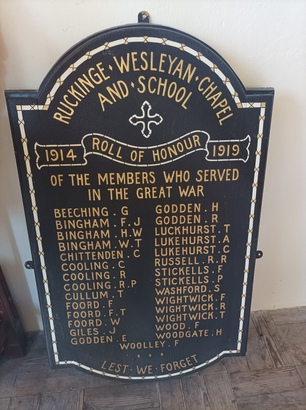 RUCKINGE · WESLEYAN · CHAPEL
AND · SCHOOL
1914 ROLL OF HONOUR 1919
OF THE MEMBERS WHO SERVED
IN THE GREAT WAR
BEECHING . G
BINGHAM . F. J
BINGHAM . H. W
BINGHAM . W. T
CHITTENDEN . C
COOLING . C
COOLING . R
COOLING . R. P
CULLUM . T
FOORD . F
FOORD . F. T
FOORD . W
GILES . J
GODDEN . E
GODDEN . H
GODDEN . R
LUCKHURST . T
LUKEHURST . A
LUKEHURST . C
RUSSELL . R. R
STICKELLS . F
STICKELLS . P
WASHFORD . S
WIGHTWICK . F
WIGHTWICK . R
WIGHTWICK . T
WOOD . F
WOODGATE . H
WOOLLEY . F
LEST · WE · FORGET